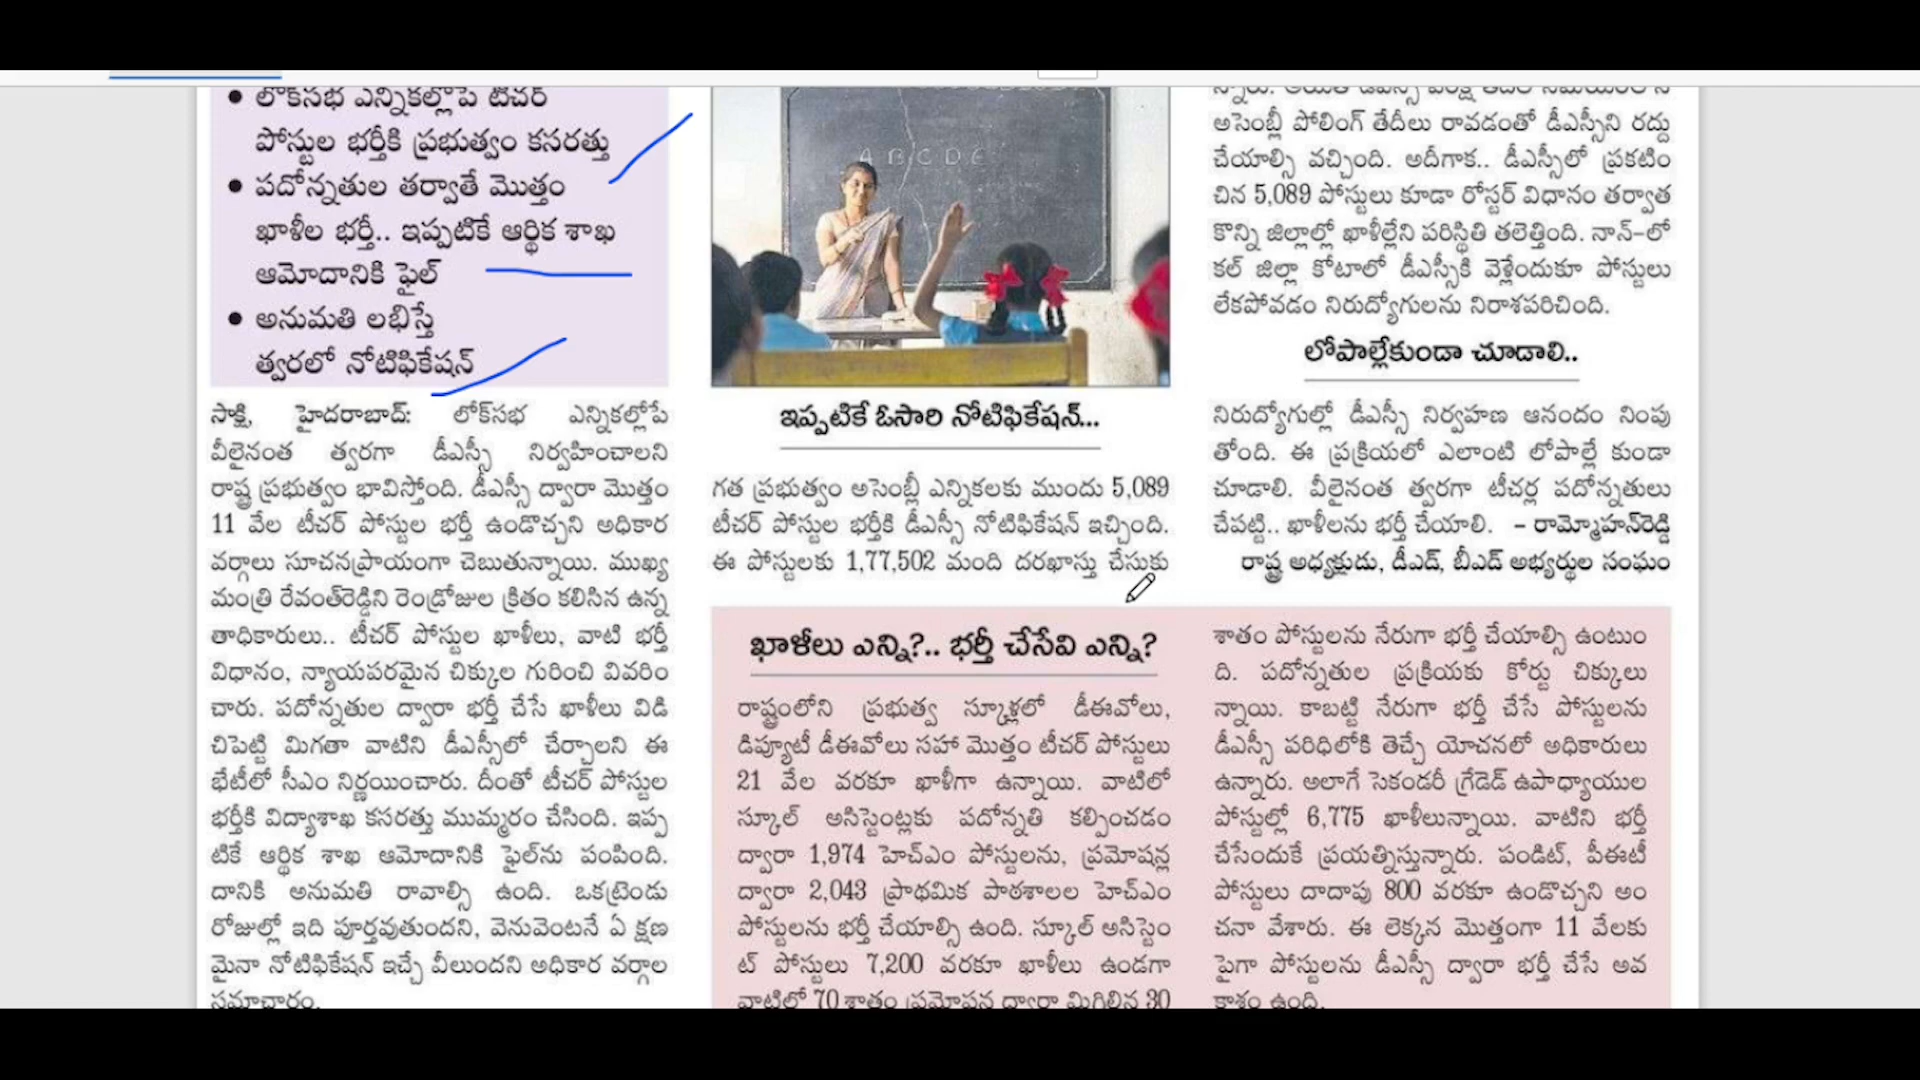 • లోక్‌సభ ఎన్నికల్లోపే టీచర్
పోస్టుల భర్తీకి ప్రభుత్వం కసరత్తు
• పదోన్నతుల తర్వాతే మొత్తం
ఖాళీల భర్తీ.. ఇప్పటికే ఆర్థిక శాఖ
ఆమోదానికి ఫైల్
• అనుమతి లభిస్తే
త్వరలో నోటిఫికేషన్
సాక్షి, హైదరాబాద్: లోక్‌సభ ఎన్నికల్లోపే
వీలైనంత త్వరగా డీఎస్సీ నిర్వహించాలని
రాష్ట్ర ప్రభుత్వం భావిస్తోంది. డీఎస్సీ ద్వారా మొత్తం
11 వేల టీచర్ పోస్టుల భర్తీ ఉండొచ్చని అధికార
వర్గాలు సూచనప్రాయంగా చెబుతున్నాయి. ముఖ్య
మంత్రి రేవంత్‌రెడ్డిని రెండ్రోజుల క్రితం కలిసిన ఉన్న
తాధికారులు.. టీచర్ పోస్టుల ఖాళీలు, వాటి భర్తీ
విధానం, న్యాయపరమైన చిక్కుల గురించి వివరిం
చారు. పదోన్నతుల ద్వారా భర్తీ చేసే ఖాళీలు విడి
చిపెట్టి మిగతా వాటిని డీఎస్సీలో చేర్చాలని ఈ
భేటీలో సీఎం నిర్ణయించారు. దీంతో టీచర్ పోస్టుల
భర్తీకి విద్యాశాఖ కసరత్తు ముమ్మరం చేసింది. ఇప్ప
టికే ఆర్థిక శాఖ ఆమోదానికి ఫైల్‌ను పంపింది.
దానికి అనుమతి రావాల్సి ఉంది. ఒకట్రెండు
రోజుల్లో ఇది పూర్తవుతుందని, వెనువెంటనే ఏ క్షణ
మైనా నోటిఫికేషన్ ఇచ్చే వీలుందని అధికార వర్గాల
సమాచారం.
A B C D E
ఇప్పటికే ఓసారి నోటిఫికేషన్...
గత ప్రభుత్వం అసెంబ్లీ ఎన్నికలకు ముందు 5,089
టీచర్ పోస్టుల భర్తీకి డీఎస్సీ నోటిఫికేషన్ ఇచ్చింది.
ఈ పోస్టులకు 1,77,502 మంది దరఖాస్తు చేసుకు
అసెంబ్లీ పోలింగ్ తేదీలు రావడంతో డీఎస్సీని రద్దు
చేయాల్సి వచ్చింది. అదీగాక.. డీఎస్సీలో ప్రకటిం
చిన 5,089 పోస్టులు కూడా రోస్టర్ విధానం తర్వాత
కొన్ని జిల్లాల్లో ఖాళీల్లేని పరిస్థితి తలెత్తింది. నాన్-లో
కల్ జిల్లా కోటాలో డీఎస్సీకి వెళ్లేందుకూ పోస్టులు
లేకపోవడం నిరుద్యోగులను నిరాశపరిచింది.
లోపాల్లేకుండా చూడాలి..
నిరుద్యోగుల్లో డీఎస్సీ నిర్వహణ ఆనందం నింపు
తోంది. ఈ ప్రక్రియలో ఎలాంటి లోపాల్లే కుండా
చూడాలి. వీలైనంత త్వరగా టీచర్ల పదోన్నతులు
చేపట్టి.. ఖాళీలను భర్తీ చేయాలి. – రామ్మోహన్‌రెడ్డి
రాష్ట్ర అధ్యక్షుడు, డీఎడ్, బీఎడ్ అభ్యర్థుల సంఘం
ఖాళీలు ఎన్ని?.. భర్తీ చేసేవి ఎన్ని?
రాష్ట్రంలోని ప్రభుత్వ స్కూళ్లలో డీఈవోలు,
డిప్యూటీ డీఈవోలు సహా మొత్తం టీచర్ పోస్టులు
21 వేల వరకూ ఖాళీగా ఉన్నాయి. వాటిలో
స్కూల్ అసిస్టెంట్లకు పదోన్నతి కల్పించడం
ద్వారా 1,974 హెచ్ఎం పోస్టులను, ప్రమోషన్ల
ద్వారా 2,043 ప్రాథమిక పాఠశాలల హెచ్ఎం
పోస్టులను భర్తీ చేయాల్సి ఉంది. స్కూల్ అసిస్టెం
ట్ పోస్టులు 7,200 వరకూ ఖాళీలు ఉండగా
వాటిలో 70 శాతం ప్రమోషన్ల ద్వారా మిగిలిన 30
శాతం పోస్టులను నేరుగా భర్తీ చేయాల్సి ఉంటుం
ది. పదోన్నతుల ప్రక్రియకు కోర్టు చిక్కులు
న్నాయి. కాబట్టి నేరుగా భర్తీ చేసే పోస్టులను
డీఎస్సీ పరిధిలోకి తెచ్చే యోచనలో అధికారులు
ఉన్నారు. అలాగే సెకండరీ గ్రేడెడ్ ఉపాధ్యాయుల
పోస్టుల్లో 6,775 ఖాళీలున్నాయి. వాటిని భర్తీ
చేసేందుకే ప్రయత్నిస్తున్నారు. పండిట్, పీఈటీ
పోస్టులు దాదాపు 800 వరకూ ఉండొచ్చని అం
చనా వేశారు. ఈ లెక్కన మొత్తంగా 11 వేలకు
పైగా పోస్టులను డీఎస్సీ ద్వారా భర్తీ చేసే అవ
కాశం ఉంది.